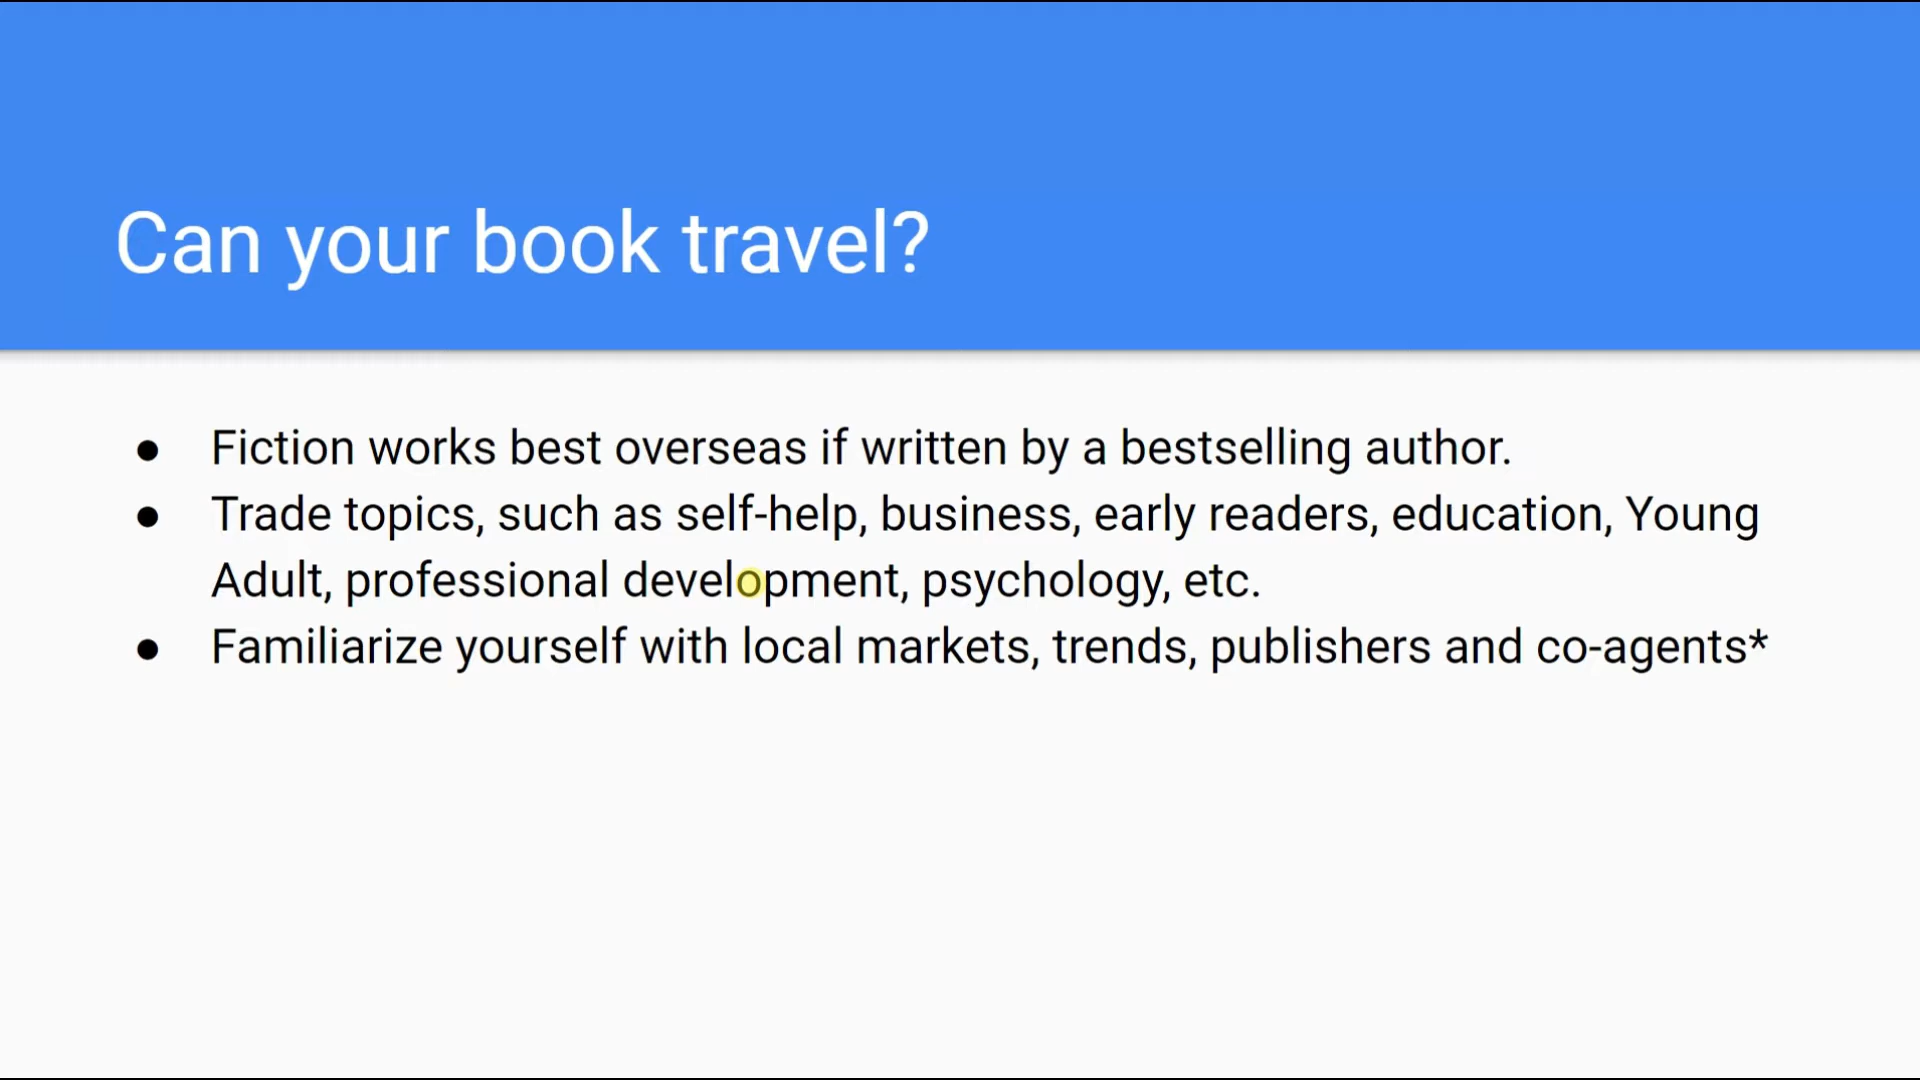 Can your book travel?
● Fiction works best overseas if written by a bestselling author.
● Trade topics, such as self-help, business, early readers, education, Young
Adult, professional development, psychology, etc.
● Familiarize yourself with local markets, trends, publishers and co-agents*